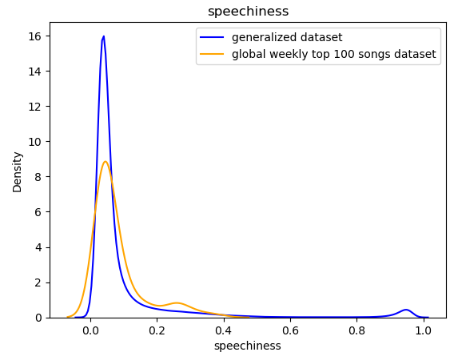 speechiness
generalized dataset
global weekly top 100 songs dataset
Density
16
14
12
10
8
6
4
2
0
0.0 0.2 0.4 0.6 0.8 1.0
speechiness